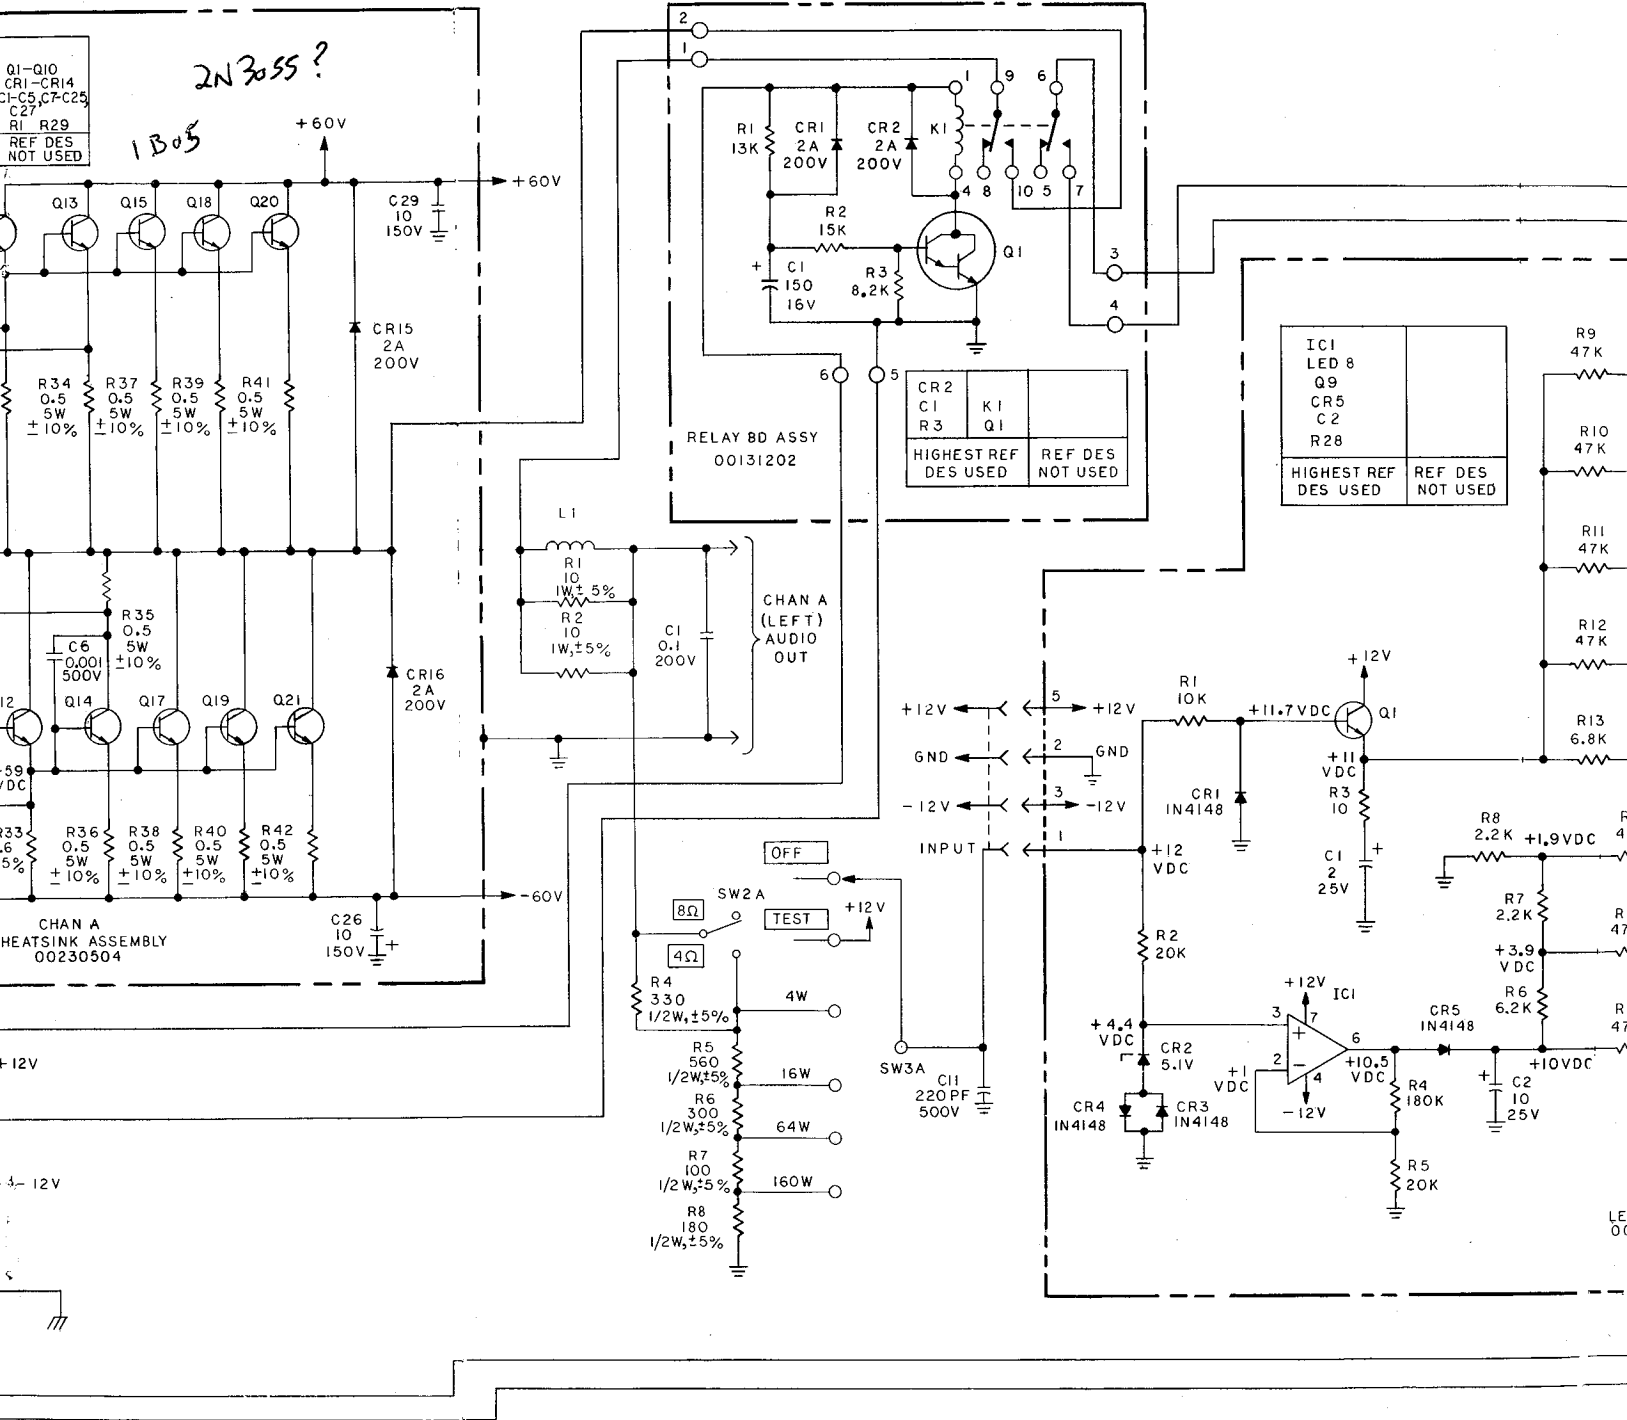 Q1-Q10
CR1-CR14
C1-C5,C7-C25,
C27
R1 R29
REF DES
NOT USED
2N3055?
1B05
+60V
+60V
Q13
Q15
Q18
Q20
C29
10
150V
CR15
2A
200V
R34
0.5
5W
±10%
R37
0.5
5W
±10%
R39
0.5
5W
±10%
R41
0.5
5W
±10%
R35
0.5
5W
±10%
C6
0.001
500V
12
Q14
Q17
Q19
Q21
CR16
2A
200V
-59
VDC
R33
.6
5%
R36
0.5
5W
±10%
R38
0.5
5W
±10%
R40
0.5
5W
±10%
R42
0.5
5W
±10%
-60V
C26
10
150V
+
CHAN A
HEATSINK ASSEMBLY
00230504
+12V
-12V
2
1
R1
13K
CR1
2A
200V
CR2
2A
200V
K1
1
9
6
4
8
10
5
7
R2
15K
+
C1
150
16V
R3
8.2K
Q1
3
4
6
5
RELAY BD ASSY
00131202
CR2
C1
K1
R3
Q1
HIGHEST REF
DES USED
REF DES
NOT USED
L1
R1
10
1W,±5%
R2
10
1W,±5%
C1
0.1
200V
CHAN A
(LEFT)
AUDIO
OUT
OFF
SW2A
8Ω
TEST
+12V
4Ω
R4
330
1/2W,±5%
4W
R5
560
1/2W,±5%
16W
R6
300
1/2W,±5%
64W
R7
100
1/2W,±5%
160W
R8
180
1/2W,±5%
SW3A
C11
220PF
500V
+12V
5
+12V
GND
2
GND
-12V
3
-12V
INPUT
1
+12
VDC
IC1
LED 8
Q9
CR5
C2
R28
HIGHEST REF
DES USED
REF DES
NOT USED
R9
47K
R10
47K
R11
47K
R12
47K
R13
6.8K
R1
10K
+11.7VDC
+12V
Q1
+11
VDC
R3
10
CR1
1N4148
C1
2
25V
+
R8
2.2K
+1.9VDC
R7
2.2K
+3.9
VDC
R6
6.2K
R2
20K
+4.4
VDC
CR2
5.1V
CR4
1N4148
CR3
1N4148
+12V
IC1
3
+
7
2
-
4
6
+1
VDC
-12V
+10.5
VDC
CR5
1N4148
R4
180K
R5
20K
+
C2
10
25V
+10VDC